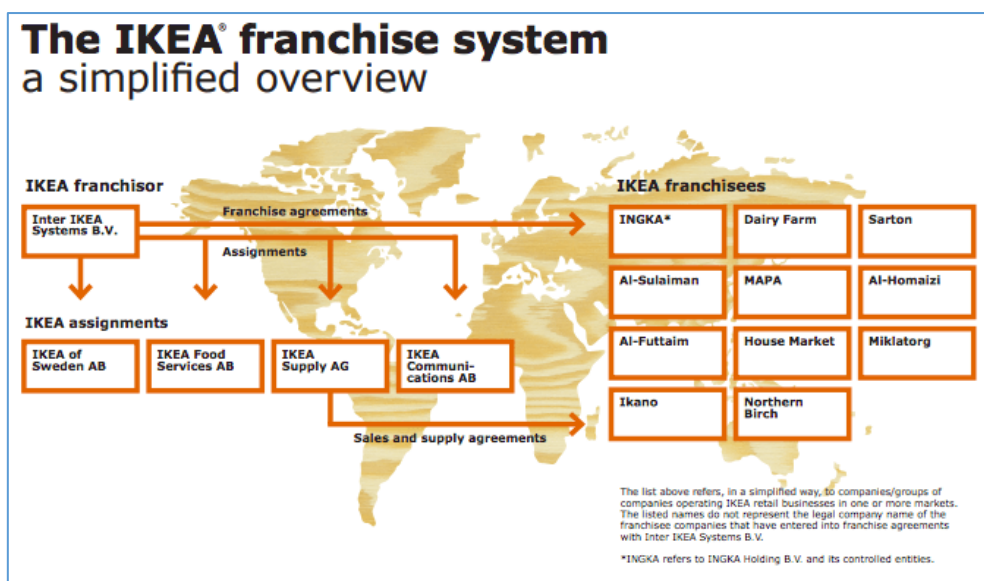 The IKEA® franchise system
a simplified overview
IKEA franchisor
Inter IKEA
Systems B.V.
Franchise agreements
Assignments
IKEA assignments
IKEA of
Sweden AB
IKEA Food
Services AB
IKEA
Supply AG
IKEA
Communi-
cations AB
Sales and supply agreements
IKEA franchisees
INGKA*
Dairy Farm
Sarton
Al-Sulaiman
MAPA
Al-Homaizi
Al-Futtaim
House Market
Miklatorg
Ikano
Northern
Birch
The list above refers, in a simplified way, to companies/groups of
companies operating IKEA retail businesses in one or more markets.
The listed names do not represent the legal company name of the
franchisee companies that have entered into franchise agreements
with Inter IKEA Systems B.V.
*INGKA refers to INGKA Holding B.V. and its controlled entities.